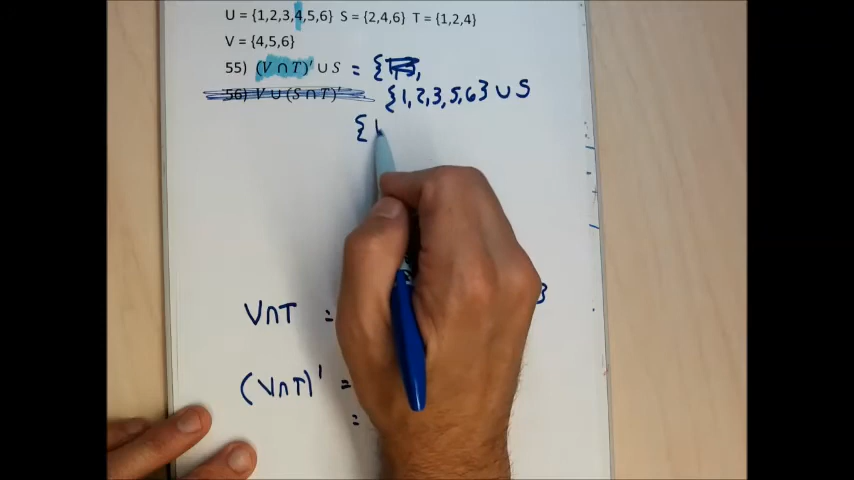 U = {1,2,3,4,5,6} S = {2,4,6} T = {1,2,4}
V = {4,5,6}
55) (V ∩ T)′ ∪ S = {
56) V ∪ (S ∩ T)′ {1,2,3,5,6} ∪ S
{1
V∩T = }
(V∩T)' =
=